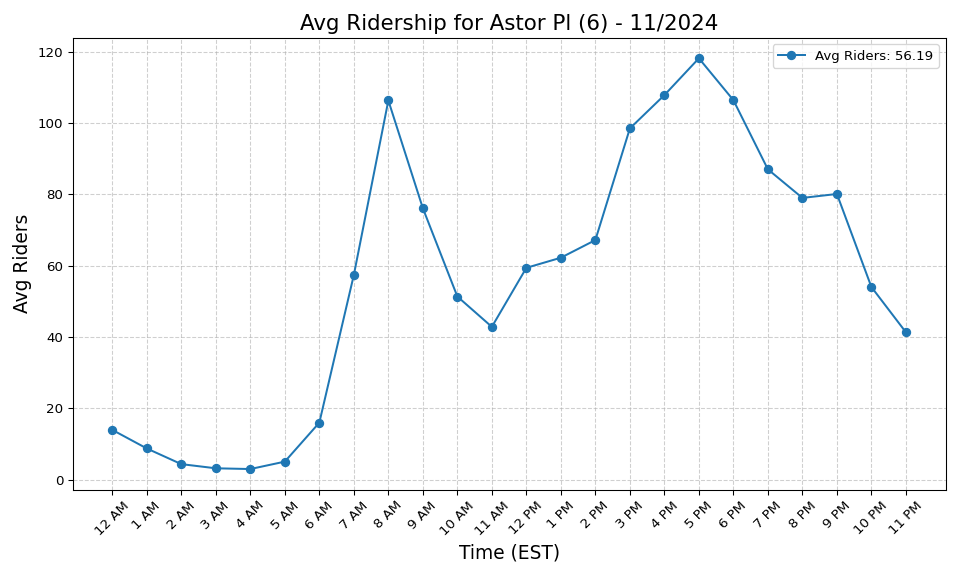 Avg Ridership for Astor Pl (6) - 11/2024
Avg Riders: 56.19
Avg Riders
120
100
80
60
40
20
0
12 AM
1 AM
2 AM
3 AM
4 AM
5 AM
6 AM
7 AM
8 AM
9 AM
10 AM
11 AM
12 PM
1 PM
2 PM
3 PM
4 PM
5 PM
6 PM
7 PM
8 PM
9 PM
10 PM
11 PM
Time (EST)